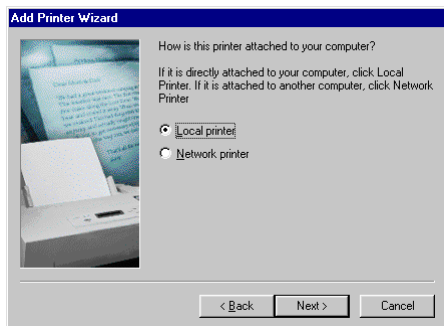 Add Printer Wizard
How is this printer attached to your computer?
If it is directly attached to your computer, click Local
Printer. If it is attached to another computer, click Network
Printer
Local printer
Network printer
< Back
Next >
Cancel